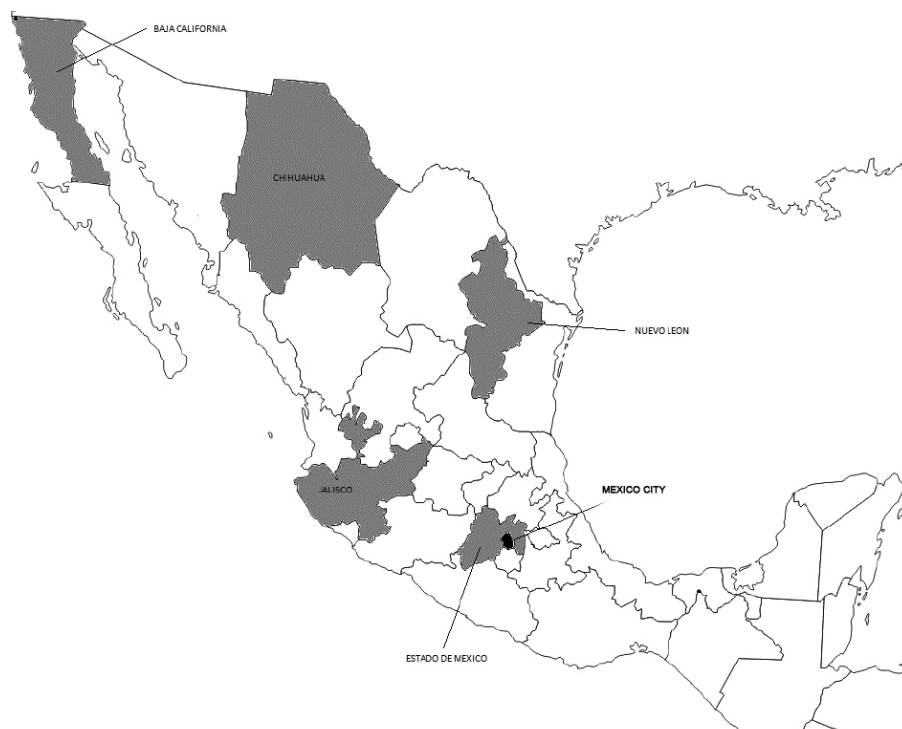 BAJA CALIFORNIA
CHIHUAHUA
NUEVO LEON
JALISCO
MEXICO CITY
ESTADO DE MEXICO